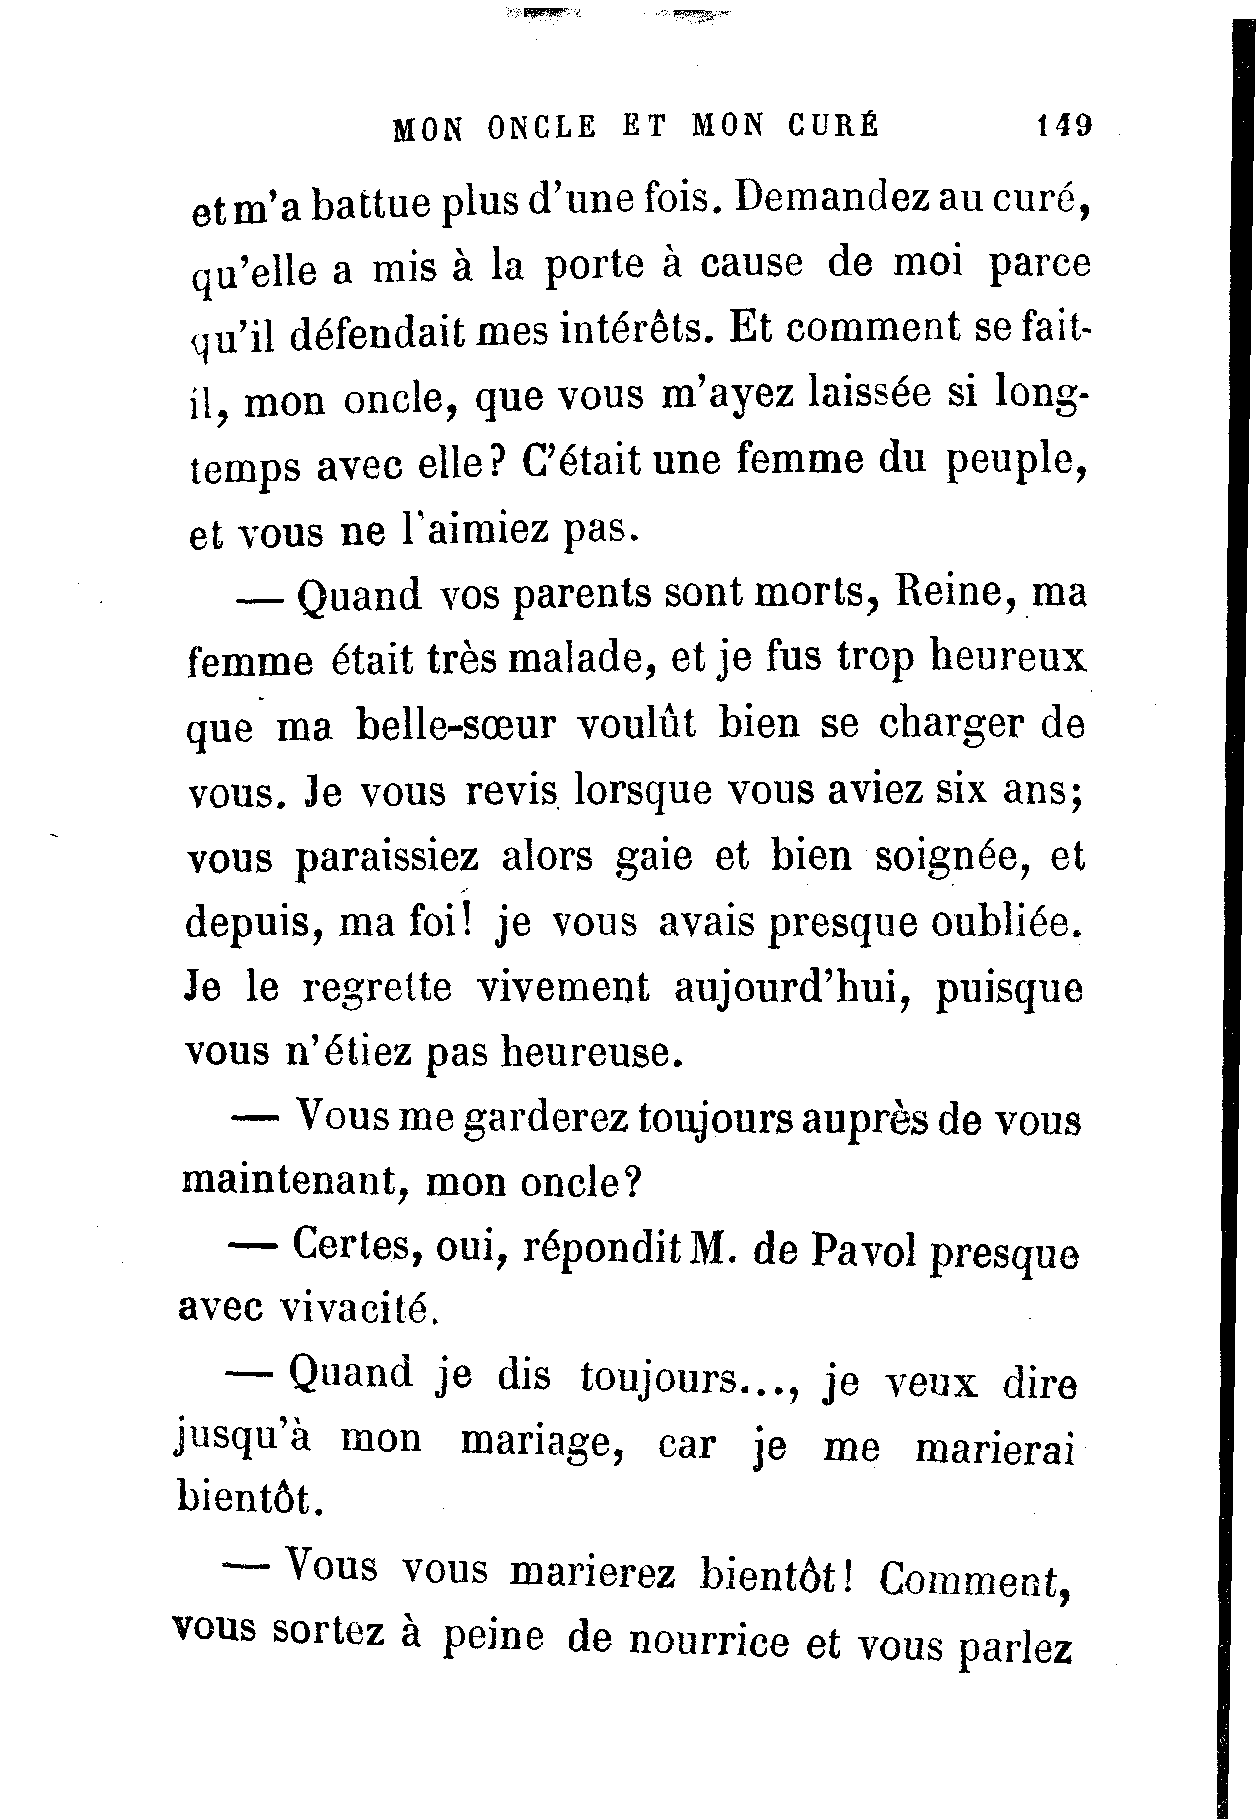 MON ONCLE ET MON CURÉ 149
et m'a battue plus d'une fois. Demandez au curé,
qu'elle a mis à la porte à cause de moi parce
qu'il défendait mes intérêts. Et comment se fait-
il, mon oncle, que vous m'ayez laissée si long-
temps avec elle? C'était une femme du peuple,
et vous ne l'aimiez pas.
— Quand vos parents sont morts, Reine, ma
femme était très malade, et je fus trop heureux
que ma belle-sœur voulût bien se charger de
vous. Je vous revis lorsque vous aviez six ans;
vous paraissiez alors gaie et bien soignée, et
depuis, ma foi! je vous avais presque oubliée.
Je le regrette vivement aujourd'hui, puisque
vous n'étiez pas heureuse.
— Vous me garderez toujours auprès de vous
maintenant, mon oncle?
— Certes, oui, répondit M. de Pavol presque
avec vivacité.
— Quand je dis toujours..., je veux dire
jusqu'à mon mariage, car je me marierai
bientôt.
— Vous vous marierez bientôt! Comment,
vous sortez à peine de nourrice et vous parlez